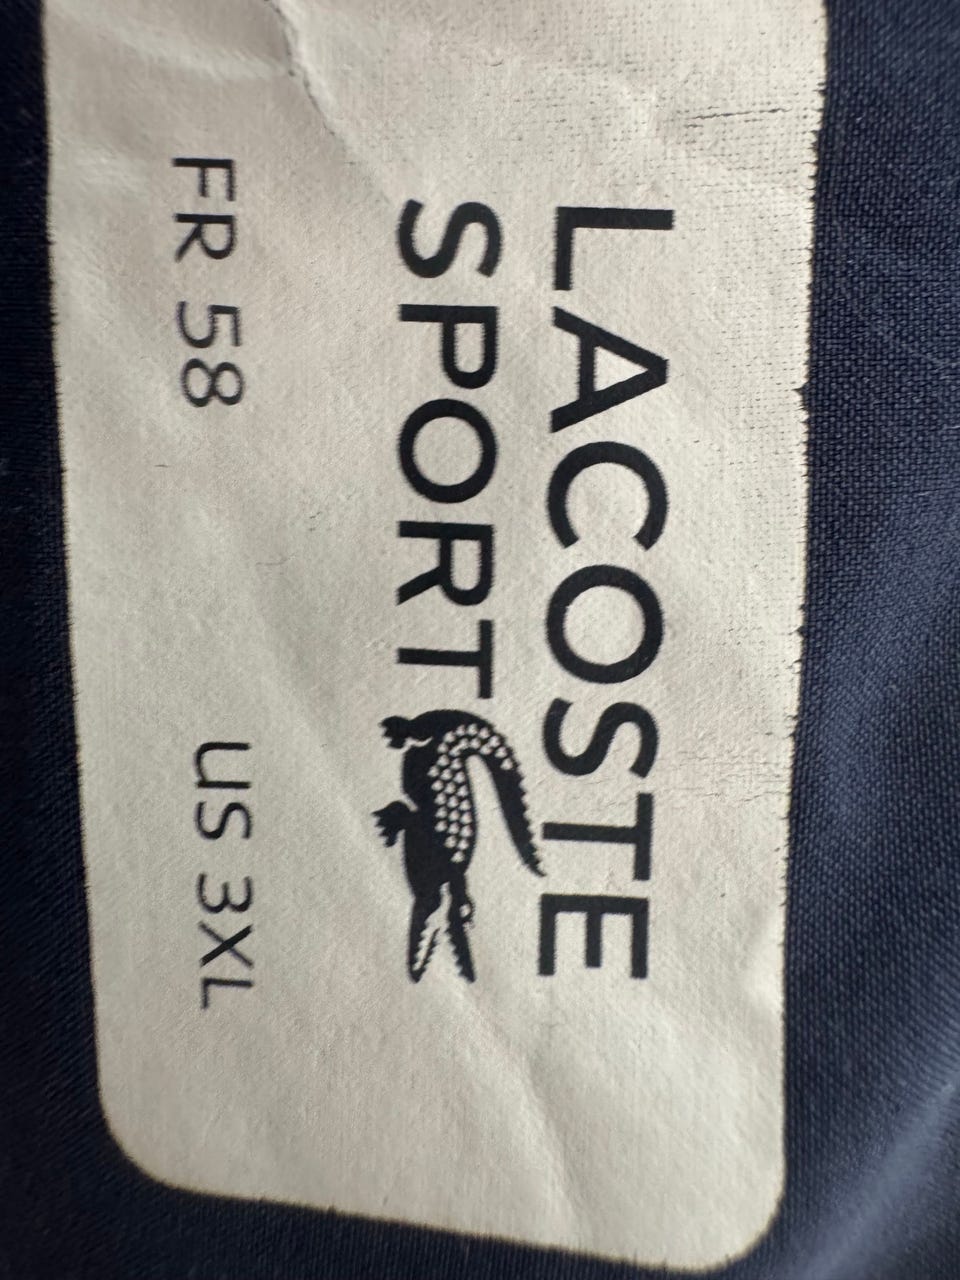 LACOSTE
SPORT
FR 58 US 3XL